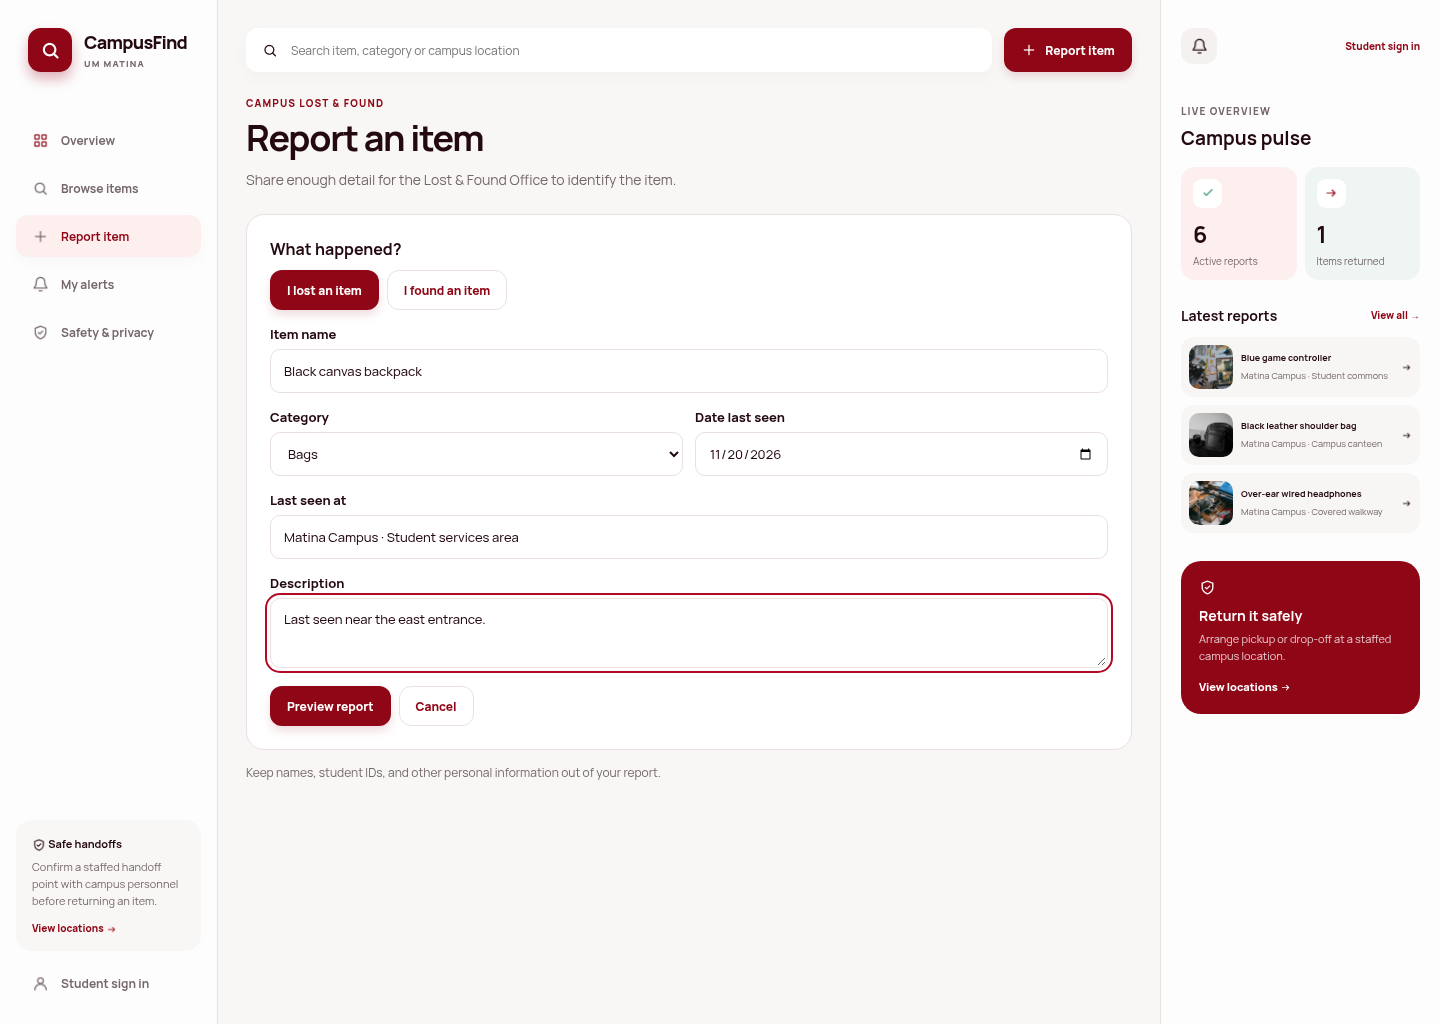 CampusFind
UM MATINA
Overview
Browse items
Report item
My alerts
Safety & privacy
Safe handoffs
Confirm a staffed handoff
point with campus personnel
before returning an item.
View locations →
Student sign in
Search item, category or campus location
Report item
CAMPUS LOST & FOUND
Report an item
Share enough detail for the Lost & Found Office to identify the item.
What happened?
I lost an item
I found an item
Item name
Black canvas backpack
Category
Date last seen
Bags
11/20/2026
Last seen at
Matina Campus · Student services area
Description
Last seen near the east entrance.
Preview report
Cancel
Keep names, student IDs, and other personal information out of your report.
Student sign in
LIVE OVERVIEW
Campus pulse
6
Active reports
1
Items returned
Latest reports
View all →
Blue game controller
Matina Campus · Student commons
Black leather shoulder bag
Matina Campus · Campus canteen
Over-ear wired headphones
Matina Campus · Covered walkway
Return it safely
Arrange pickup or drop-off at a staffed
campus location.
View locations →